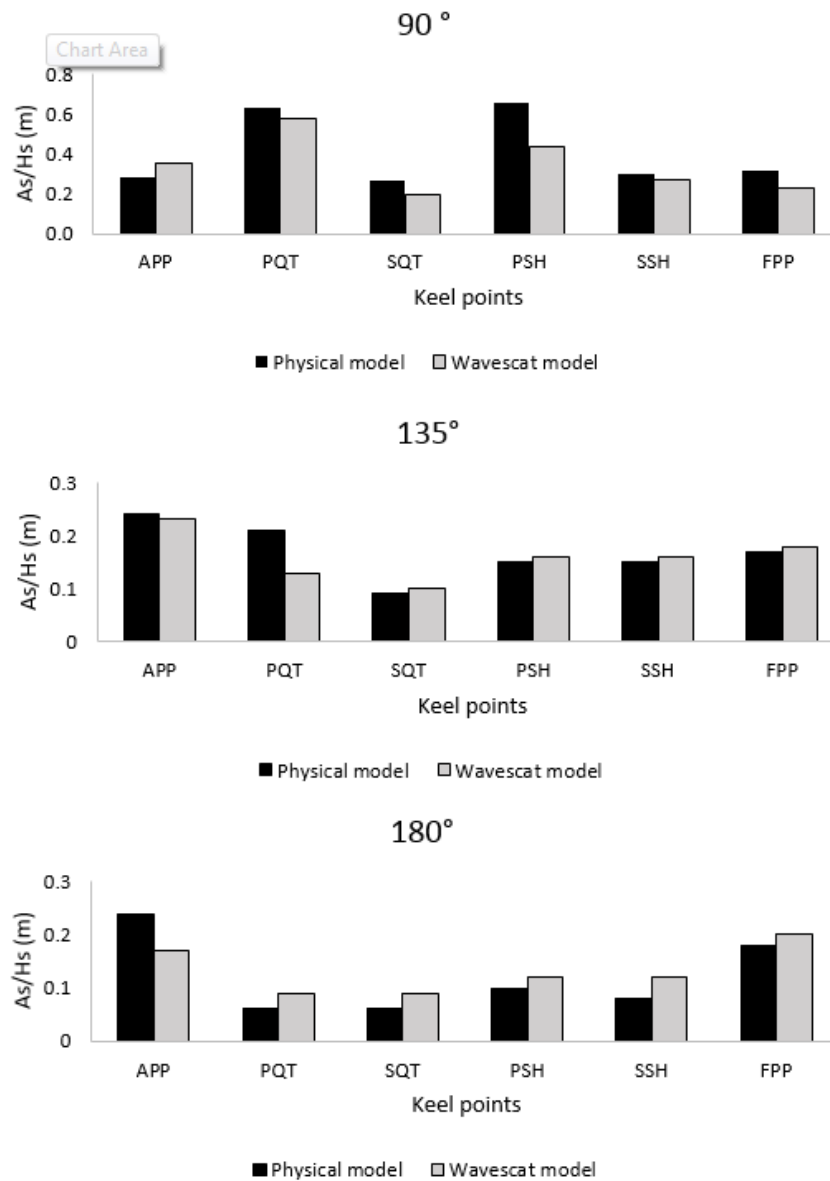 90 °
Chart Area
0.8
0.6
0.4
0.2
0.0
As/Hs (m)
APP PQT SQT PSH SSH FPP
Keel points
Physical model Wavescat model
135°
0.3
0.2
0.1
0
As/Hs (m)
APP PQT SQT PSH SSH FPP
Keel points
Physical model Wavescat model
180°
0.3
0.2
0.1
0
As/Hs (m)
APP PQT SQT PSH SSH FPP
Keel points
Physical model Wavescat model